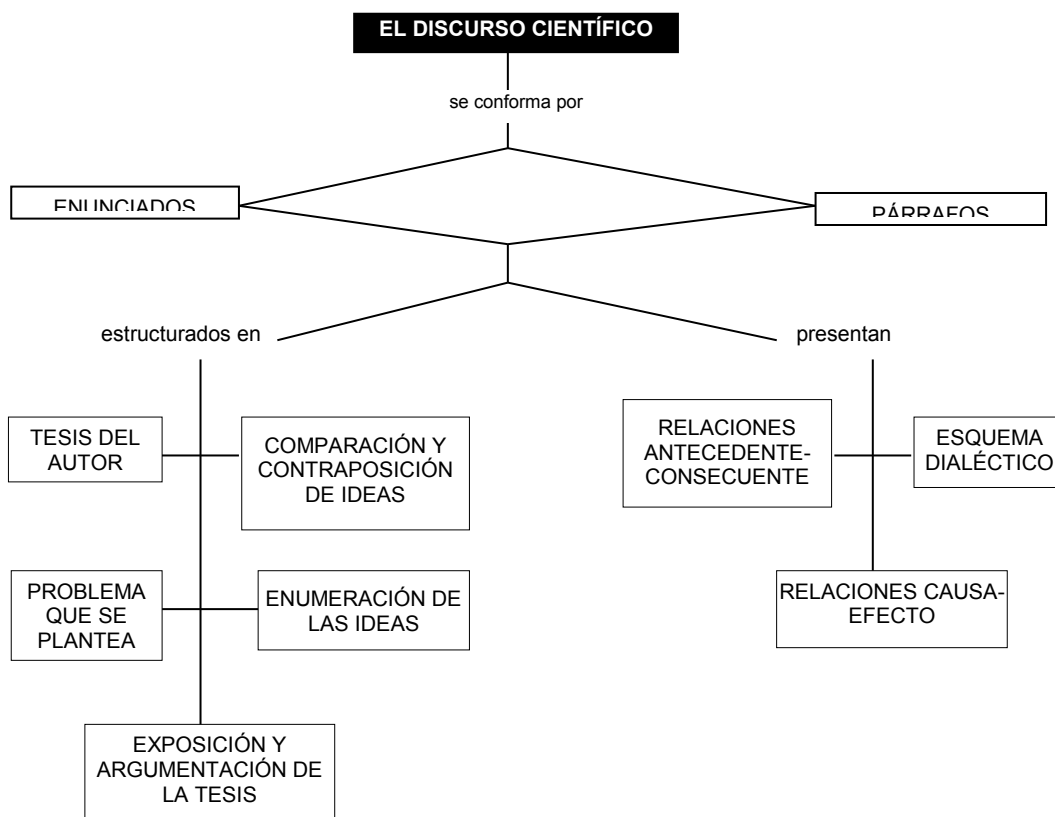 EL DISCURSO CIENTÍFICO
se conforma por
ENUNCIADOS
PÁRRAFOS
estructurados en
presentan
TESIS DEL
AUTOR
COMPARACIÓN Y
CONTRAPOSICIÓN
DE IDEAS
RELACIONES
ANTECEDENTE-
CONSECUENTE
ESQUEMA
DIALÉCTICO
PROBLEMA
QUE SE
PLANTEA
ENUMERACIÓN DE
LAS IDEAS
RELACIONES CAUSA-
EFECTO
EXPOSICIÓN Y
ARGUMENTACIÓN DE
LA TESIS